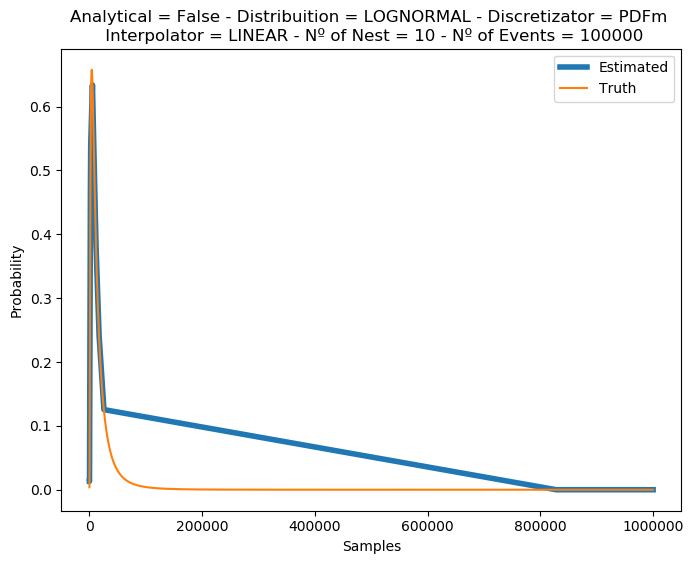 Analytical = False - Distribuition = LOGNORMAL - Discretizator = PDFm
Interpolator = LINEAR - Nº of Nest = 10 - Nº of Events = 100000
Estimated
Truth
Probability
0.6
0.5
0.4
0.3
0.2
0.1
0.0
0 200000 400000 600000 800000 1000000
Samples